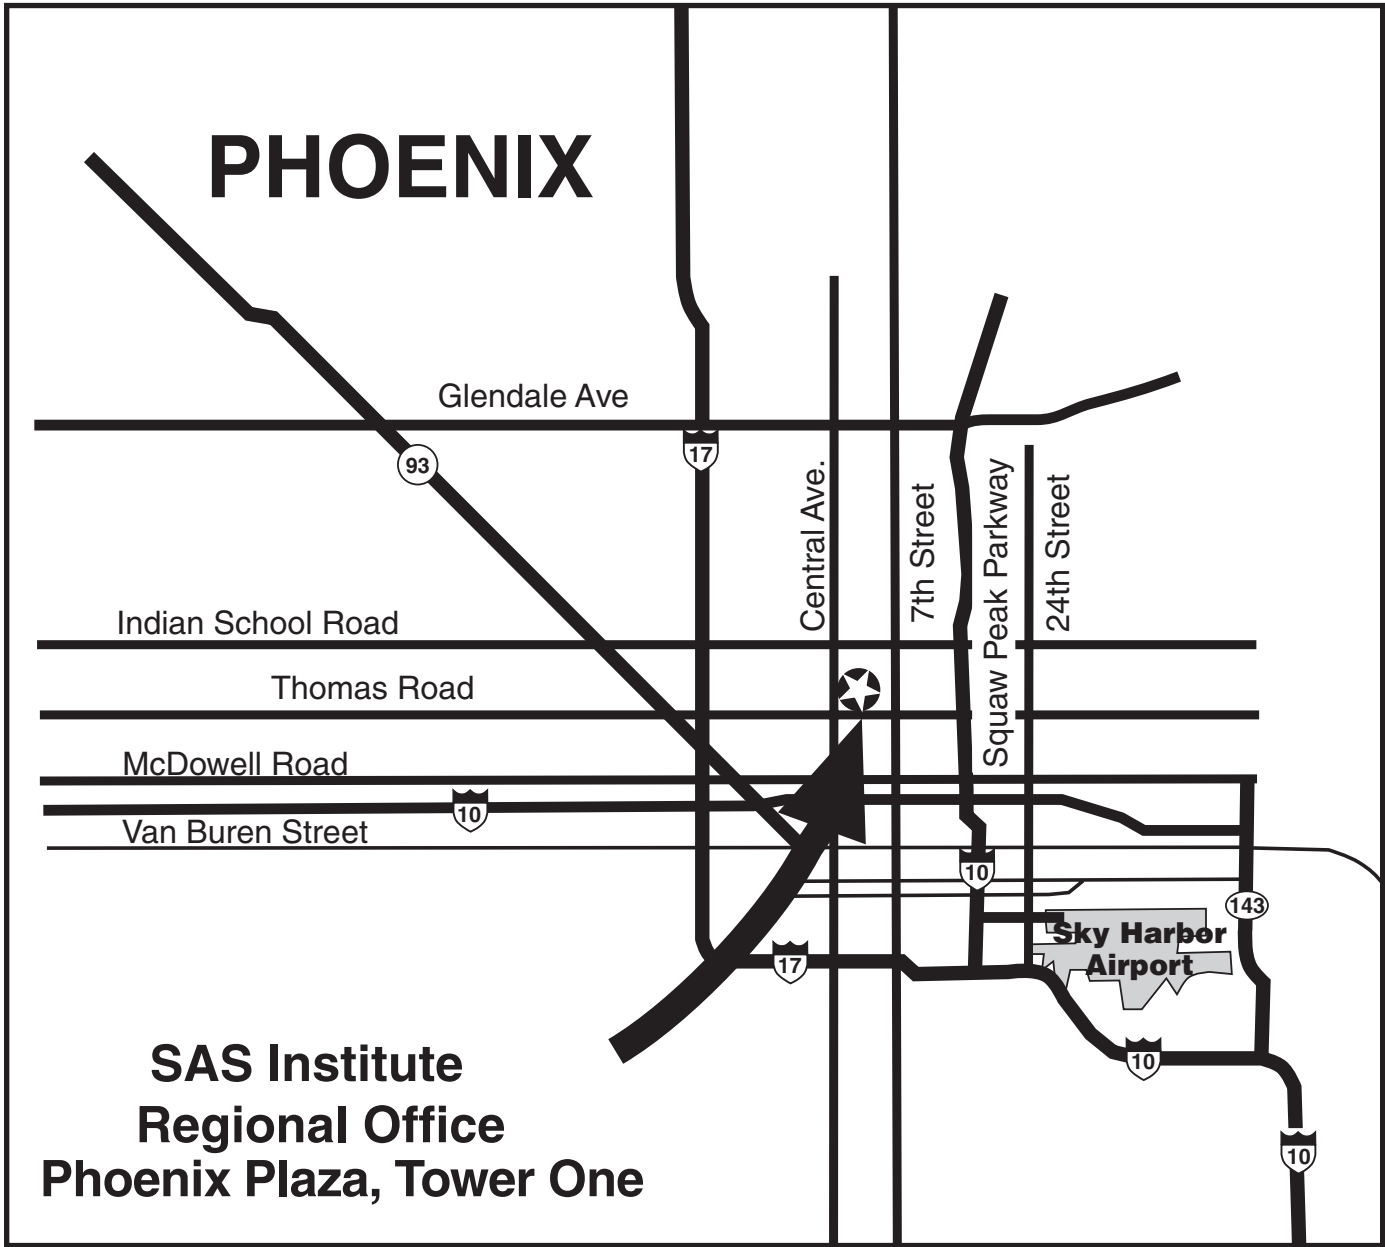 PHOENIX
Glendale Ave
93
17
Central Ave.
7th Street
Squaw Peak Parkway
24th Street
Indian School Road
Thomas Road
McDowell Road
10
Van Buren Street
10
143
Sky Harbor
Airport
17
10
10
SAS Institute
Regional Office
Phoenix Plaza, Tower One